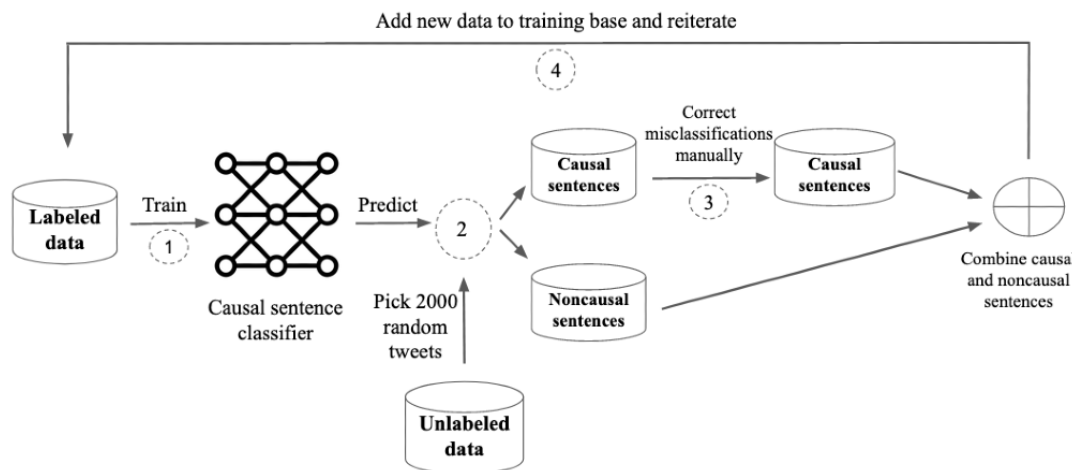 Add new data to training base and reiterate
4
Correct
misclassifications
manually
Causal
sentences
Causal
sentences
3
Labeled
data
Train
1
Predict
2
Causal sentence
classifier
Pick 2000
random
tweets
Noncausal
sentences
Combine causal
and noncausal
sentences
Unlabeled
data